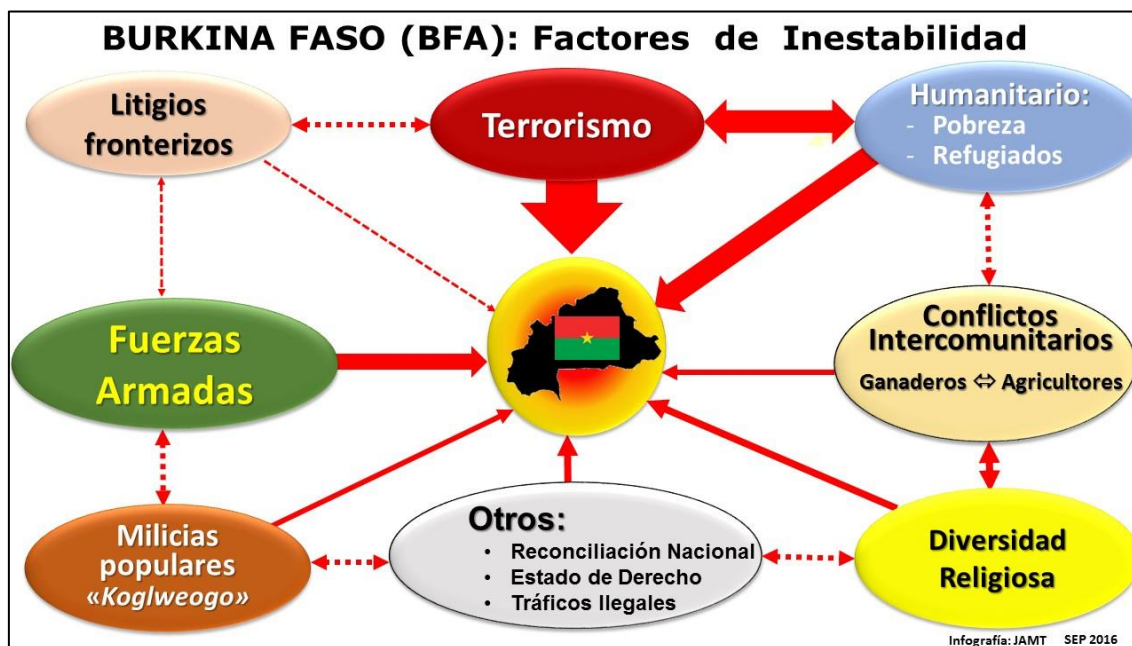 BURKINA FASO (BFA): Factores de Inestabilidad
Litigios
fronterizos
Terrorismo
Humanitario:
- Pobreza
- Refugiados
Fuerzas
Armadas
Conflictos
Intercomunitarios
Ganaderos ⇔ Agricultores
Milicias
populares
«Koglweogo»
Otros:
• Reconciliación Nacional
• Estado de Derecho
• Tráficos Ilegales
Diversidad
Religiosa
Infografía: JAMT SEP 2016